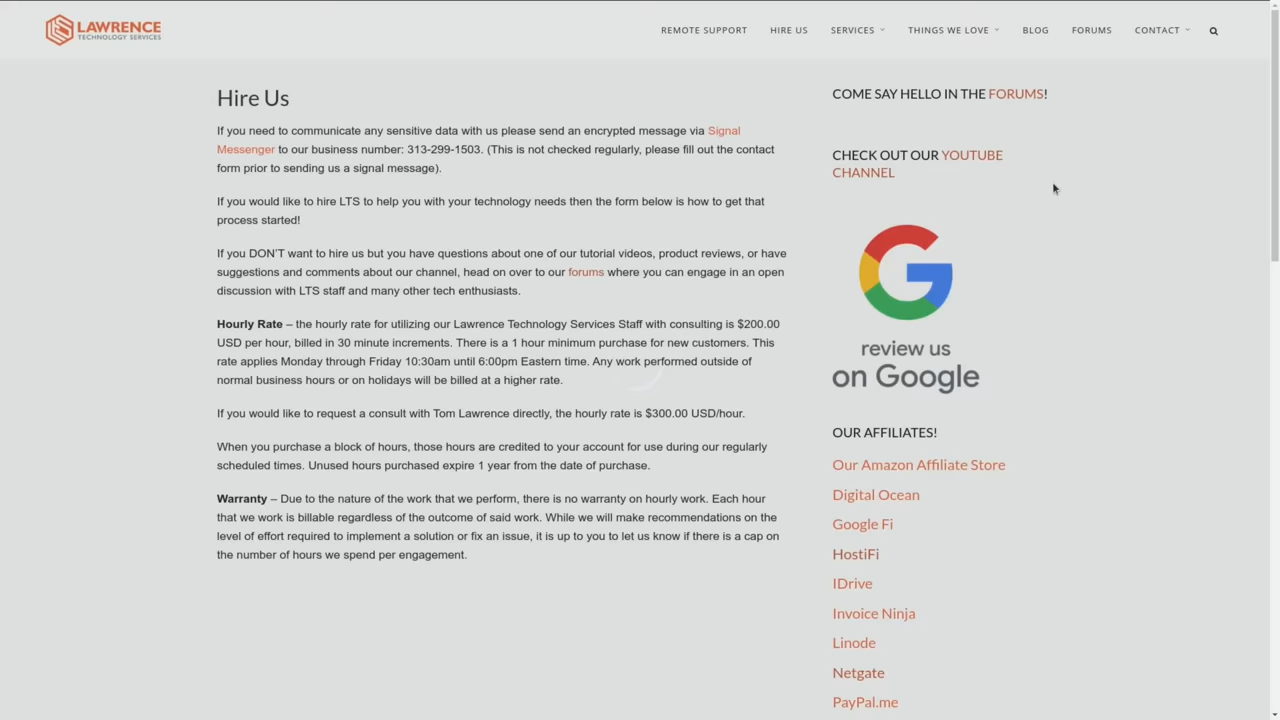 LAWRENCE
TECHNOLOGY SERVICES
REMOTE SUPPORT
HIRE US
SERVICES
THINGS WE LOVE
BLOG
FORUMS
CONTACT
Hire Us
If you need to communicate any sensitive data with us please send an encrypted message via Signal
Messenger to our business number: 313-299-1503. (This is not checked regularly, please fill out the contact
form prior to sending us a signal message).
If you would like to hire LTS to help you with your technology needs then the form below is how to get that
process started!
If you DON'T want to hire us but you have questions about one of our tutorial videos, product reviews, or have
suggestions and comments about our channel, head on over to our forums where you can engage in an open
discussion with LTS staff and many other tech enthusiasts.
Hourly Rate – the hourly rate for utilizing our Lawrence Technology Services Staff with consulting is $200.00
USD per hour, billed in 30 minute increments. There is a 1 hour minimum purchase for new customers. This
rate applies Monday through Friday 10:30am until 6:00pm Eastern time. Any work performed outside of
normal business hours or on holidays will be billed at a higher rate.
If you would like to request a consult with Tom Lawrence directly, the hourly rate is $300.00 USD/hour.
When you purchase a block of hours, those hours are credited to your account for use during our regularly
scheduled times. Unused hours purchased expire 1 year from the date of purchase.
Warranty – Due to the nature of the work that we perform, there is no warranty on hourly work. Each hour
that we work is billable regardless of the outcome of said work. While we will make recommendations on the
level of effort required to implement a solution or fix an issue, it is up to you to let us know if there is a cap on
the number of hours we spend per engagement.
COME SAY HELLO IN THE FORUMS!
CHECK OUT OUR YOUTUBE
CHANNEL
review us
on Google
OUR AFFILIATES!
Our Amazon Affiliate Store
Digital Ocean
Google Fi
HostiFi
IDrive
Invoice Ninja
Linode
Netgate
PayPal.me